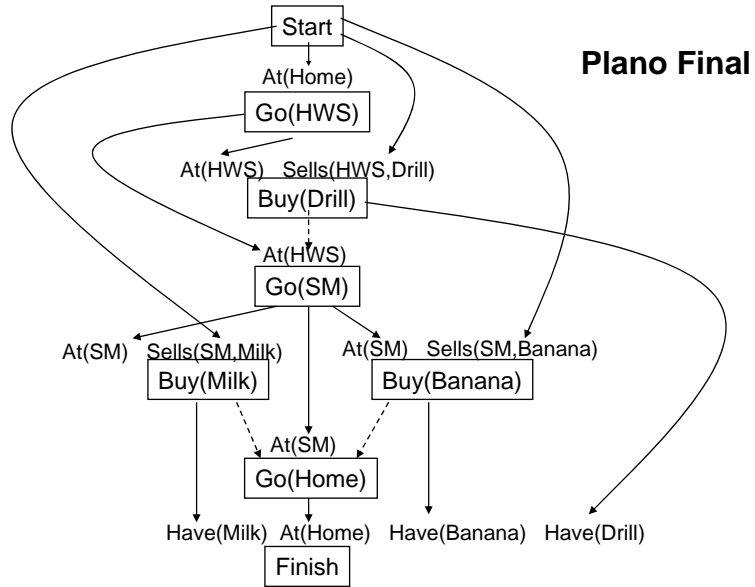 Start
Plano Final
At(Home)
Go(HWS)
At(HWS) Sells(HWS,Drill)
Buy(Drill)
At(HWS)
Go(SM)
At(SM) Sells(SM,Milk) At(SM) Sells(SM,Banana)
Buy(Milk) Buy(Banana)
At(SM)
Go(Home)
Have(Milk) At(Home) Have(Banana) Have(Drill)
Finish